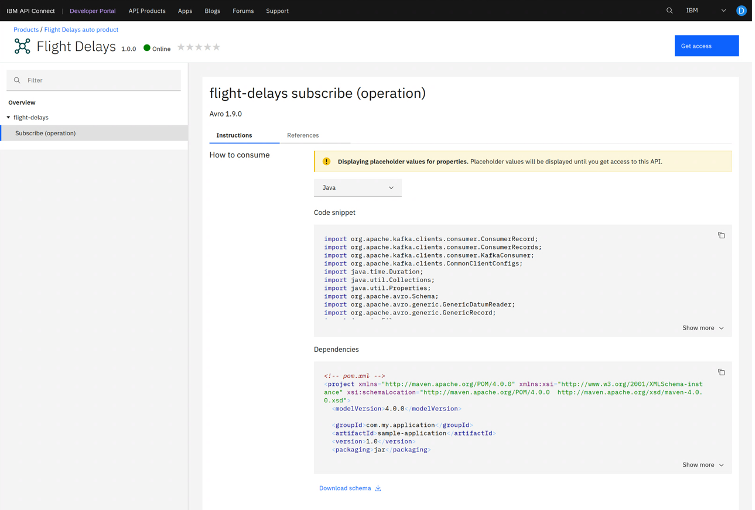 IBM API Connect | Developer Portal API Products Apps Blogs Forums Support IBM D
Products / Flight Delays auto product
Flight Delays 1.0.0 Online
Get access
Filter
Overview
flight-delays
Subscribe (operation)
flight-delays subscribe (operation)
Avro 1.9.0
Instructions References
How to consume
Displaying placeholder values for properties. Placeholder values will be displayed until you get access to this API.
Java
Code snippet
import org.apache.kafka.clients.consumer.ConsumerRecord;
import org.apache.kafka.clients.consumer.ConsumerRecords;
import org.apache.kafka.clients.consumer.KafkaConsumer;
import org.apache.kafka.clients.CommonClientConfigs;
import java.time.Duration;
import java.util.Collections;
import java.util.Properties;
import org.apache.avro.Schema;
import org.apache.avro.generic.GenericDatumReader;
import org.apache.avro.generic.GenericRecord;
Show more
Dependencies
<!-- pom.xml -->
<project xmlns="http://maven.apache.org/POM/4.0.0" xmlns:xsi="http://www.w3.org/2001/XMLSchema-inst
ance" xsi:schemaLocation="http://maven.apache.org/POM/4.0.0 http://maven.apache.org/xsd/maven-4.0.
0.xsd">
<modelVersion>4.0.0</modelVersion>
<groupId>com.my.application</groupId>
<artifactId>sample-application</artifactId>
<version>1.0</version>
<packaging>jar</packaging>
Show more
Download schema